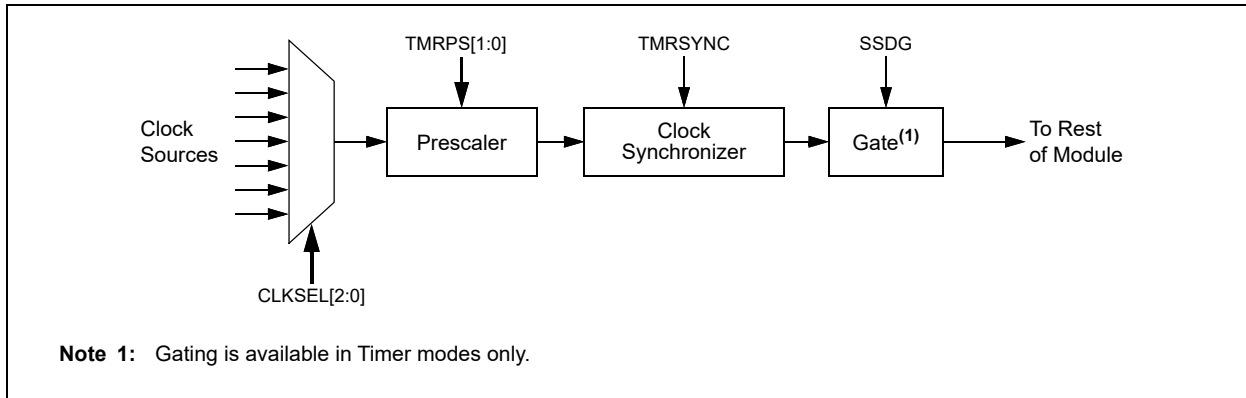 TMRPS[1:0]
TMRSYNC
SSDG
Clock
Sources
Prescaler
Clock
Synchronizer
Gate(1)
To Rest
of Module
CLKSEL[2:0]
Note 1: Gating is available in Timer modes only.